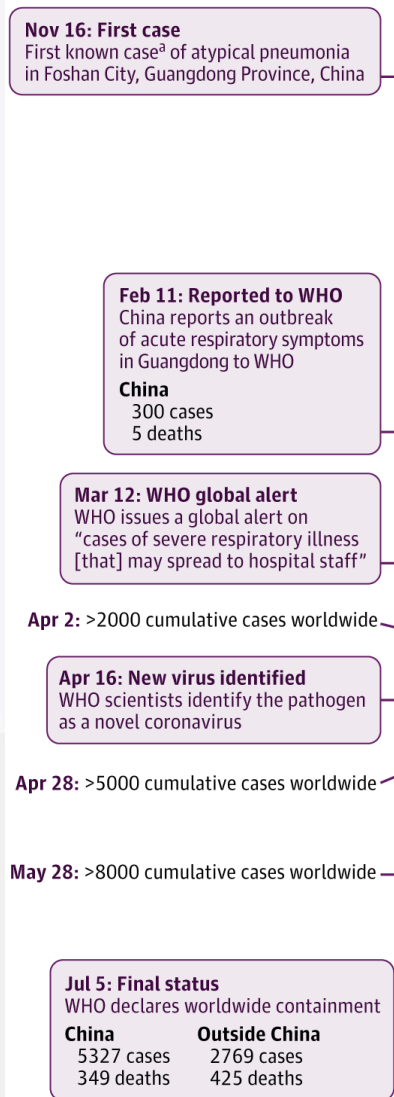 Nov 16: First case
First known caseᵃ of atypical pneumonia
in Foshan City, Guangdong Province, China
Feb 11: Reported to WHO
China reports an outbreak
of acute respiratory symptoms
in Guangdong to WHO
China
300 cases
5 deaths
Mar 12: WHO global alert
WHO issues a global alert on
“cases of severe respiratory illness
[that] may spread to hospital staff”
Apr 2: >2000 cumulative cases worldwide
Apr 16: New virus identified
WHO scientists identify the pathogen
as a novel coronavirus
Apr 28: >5000 cumulative cases worldwide
May 28: >8000 cumulative cases worldwide
Jul 5: Final status
WHO declares worldwide containment
China Outside China
5327 cases 2769 cases
349 deaths 425 deaths